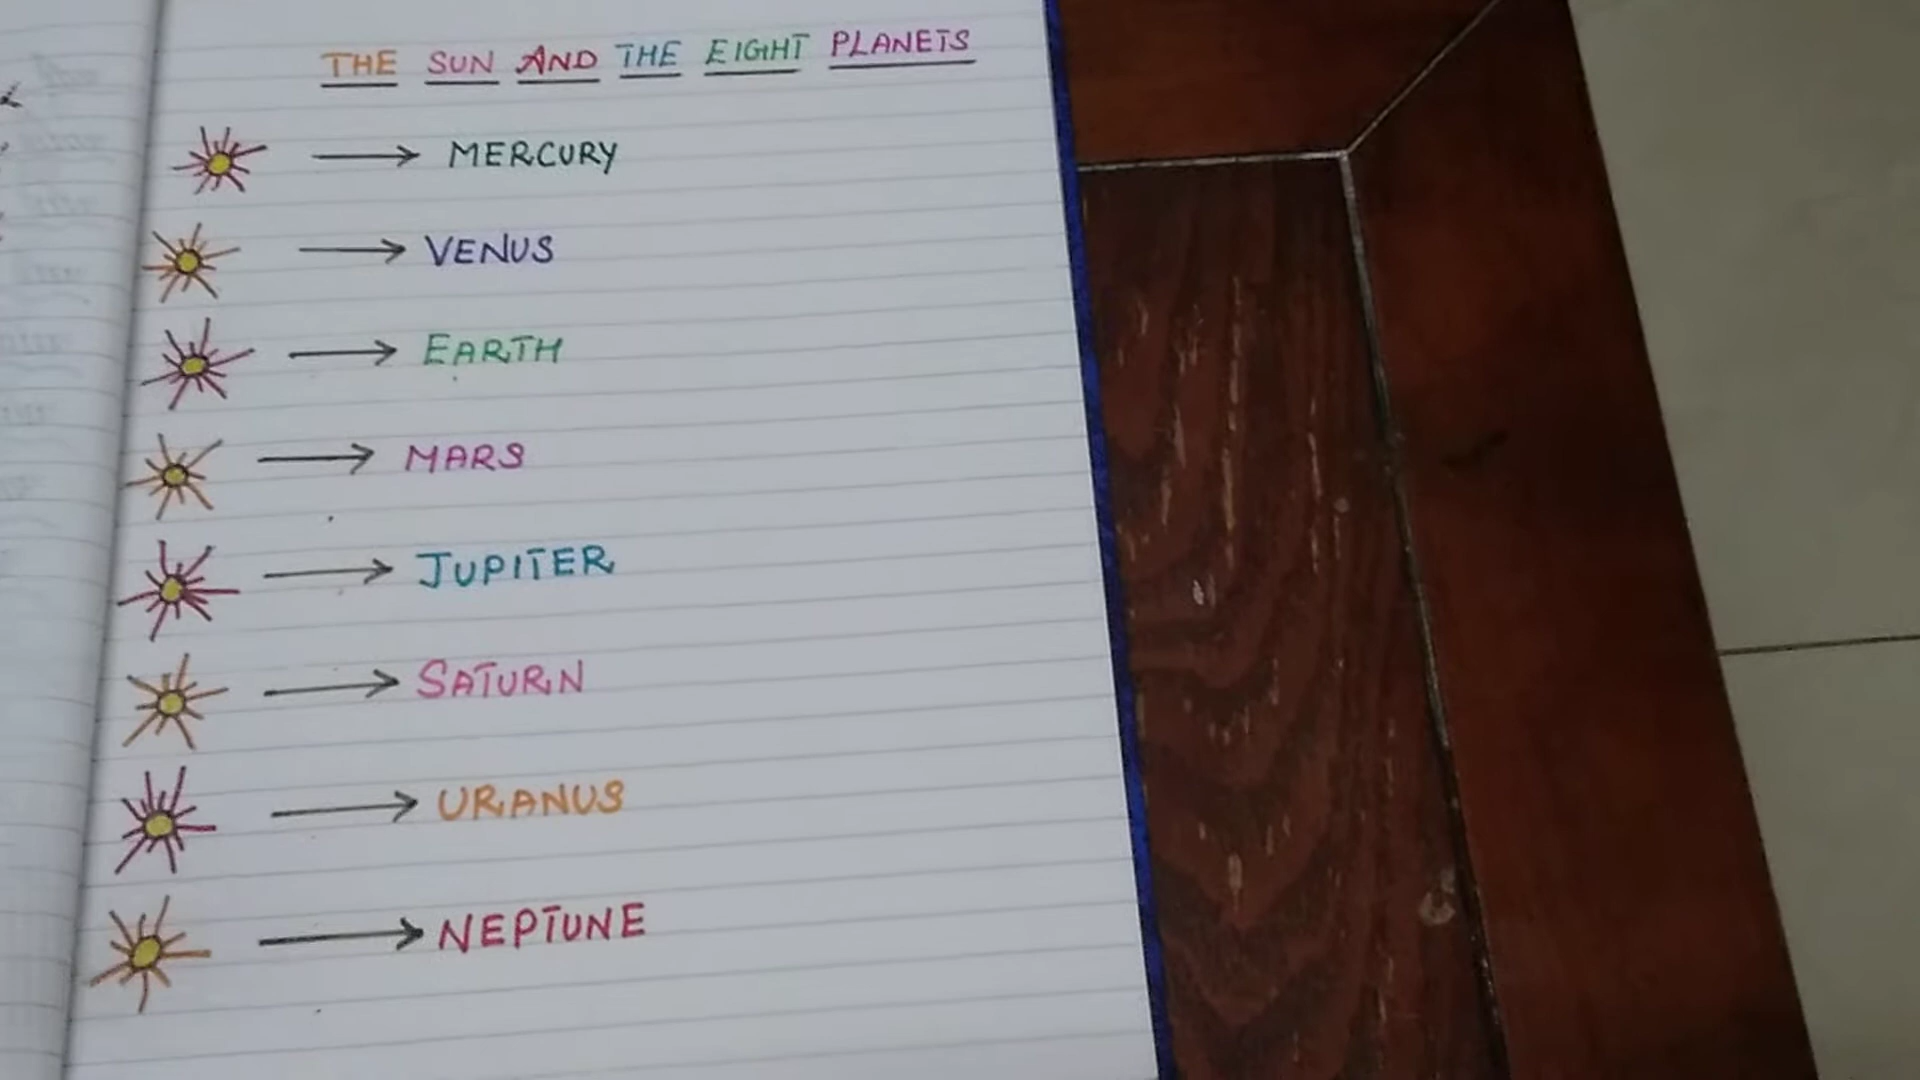 THE SUN AND THE EIGHT PLANETS
→ MERCURY
→ VENUS
→ EARTH
→ MARS
→ JUPITER
→ SATURN
→ URANUS
→ NEPTUNE